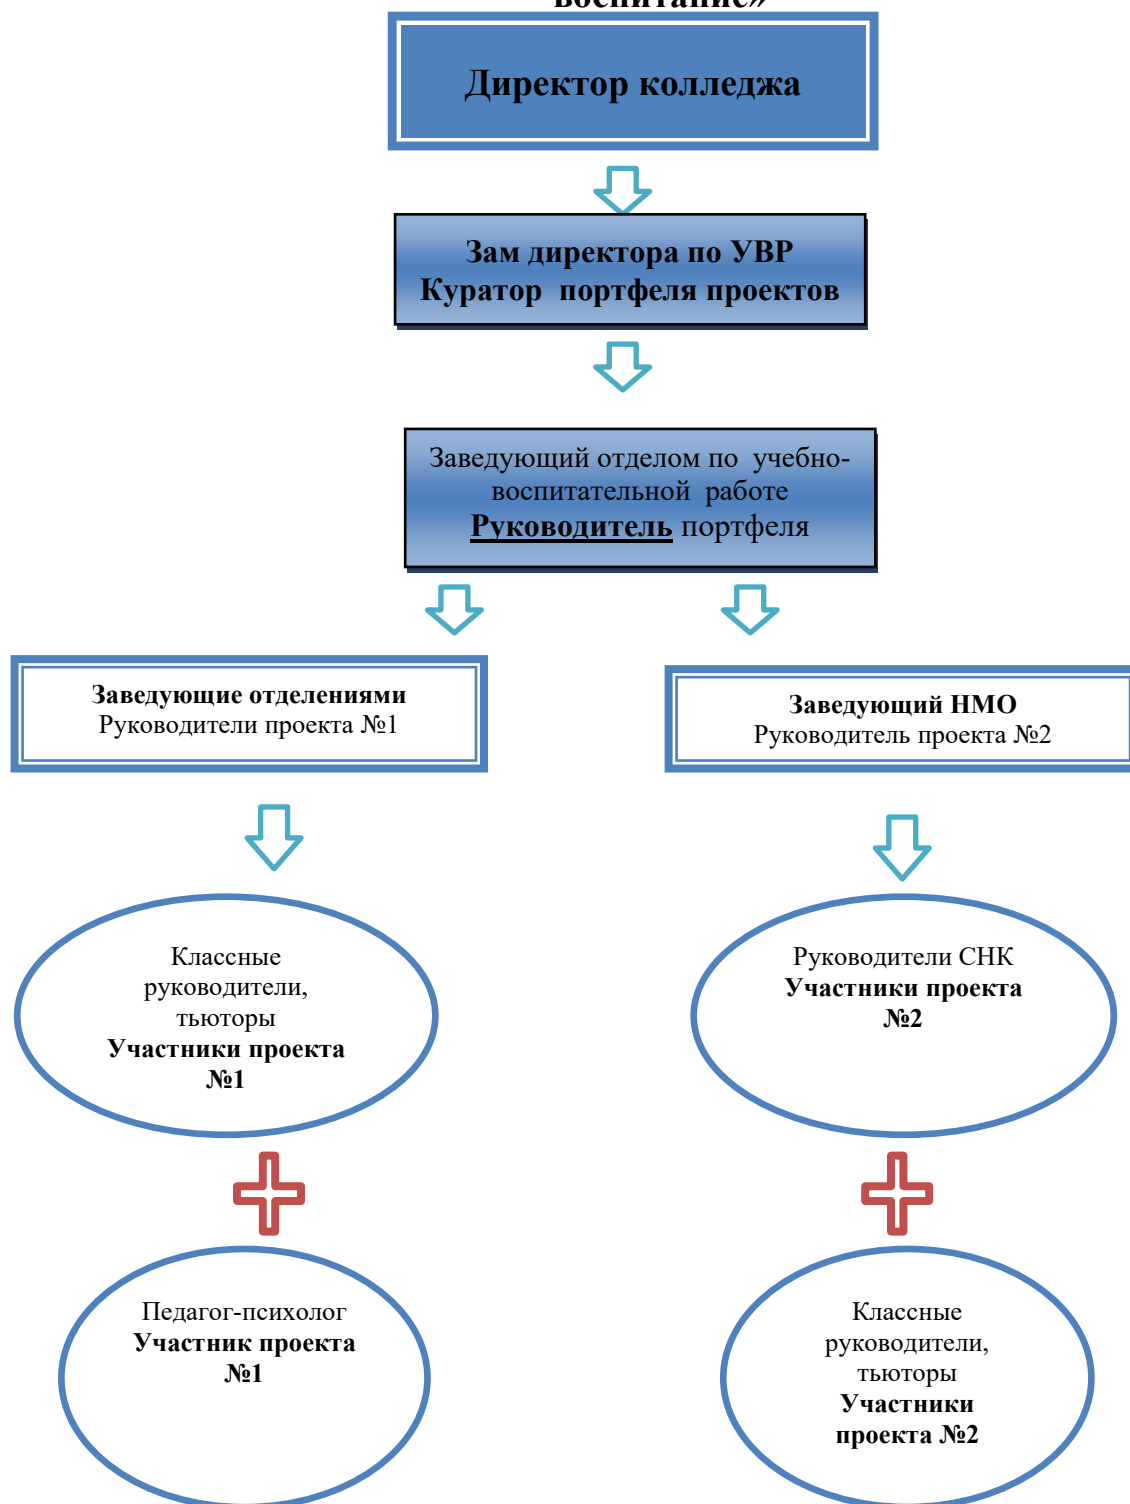 воспитание»
Директор колледжа
Зам директора по УВР
Куратор портфеля проектов
Заведующий отделом по учебно-
воспитательной работе
Руководитель портфеля
Заведующие отделениями
Руководители проекта №1
Заведующий НМО
Руководитель проекта №2
Классные
руководители,
тьюторы
Участники проекта
№1
Руководители СНК
Участники проекта
№2
Педагог-психолог
Участник проекта
№1
Классные
руководители,
тьюторы
Участники
проекта №2